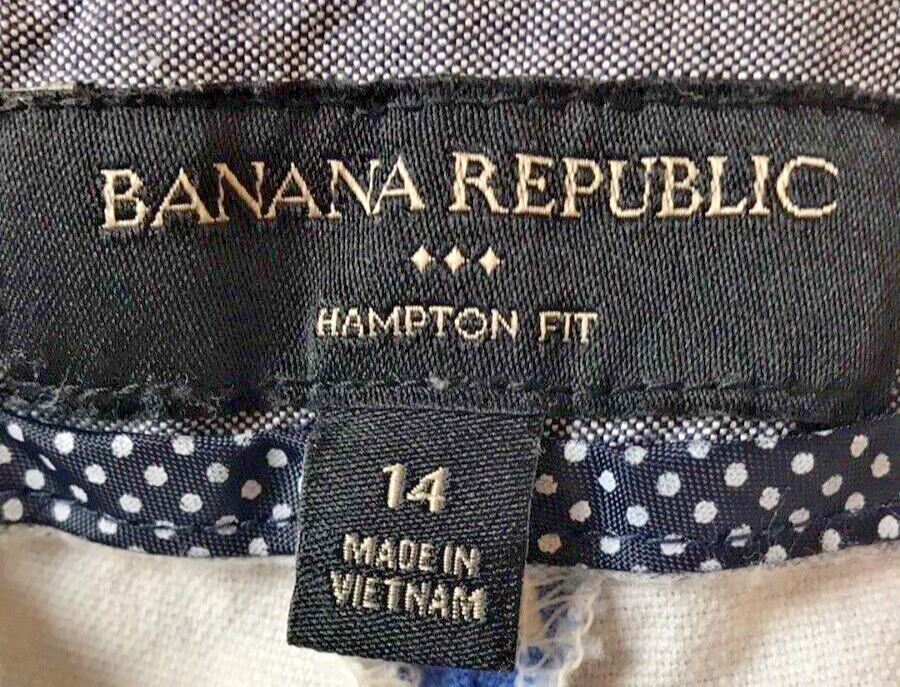 BANANA REPUBLIC
HAMPTON FIT
14
MADE IN
VIETNAM